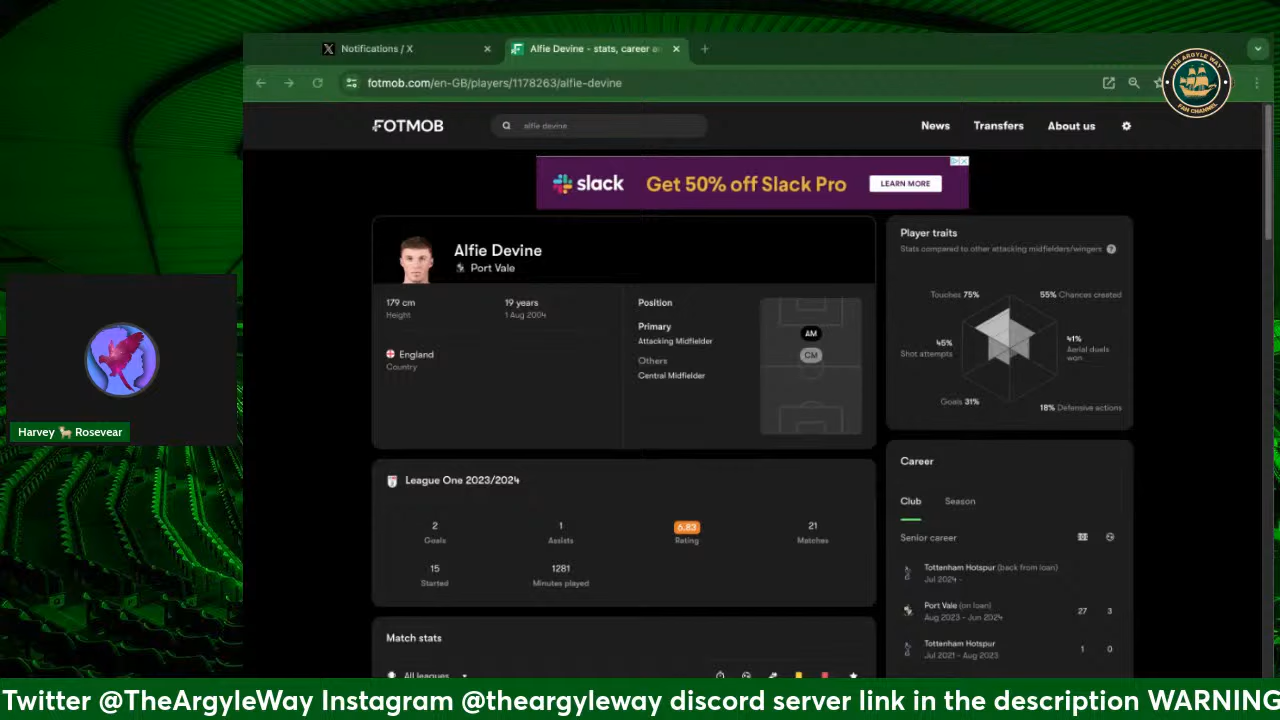 Notifications / X
Alfie Devine - stats, career an
fotmob.com/en-GB/players/1178263/alfie-devine
THE ARGYLE WAY
FAN CHANNEL
FOTMOB
alfie devine
News
Transfers
About us
slack
Get 50% off Slack Pro
LEARN MORE
Alfie Devine
Port Vale
179 cm
Height
19 years
1 Aug 2004
England
Country
Position
Primary
Attacking Midfielder
Others
Central Midfielder
AM
CM
Player traits
Stats compared to other attacking midfielders/wingers
Touches 75%
55% Chances created
45%
Shot attempts
41%
Aerial duels
won
Goals 31%
18% Defensive actions
League One 2023/2024
2
Goals
1
Assists
6.83
Rating
21
Matches
15
Started
1281
Minutes played
Career
Club
Season
Senior career
Tottenham Hotspur (back from loan)
Jul 2024 -
Port Vale (on loan)
Aug 2023 - Jun 2024
27
3
Tottenham Hotspur
Jul 2021 - Aug 2023
1
0
Match stats
All leagues
Harvey 🐐 Rosevear
Twitter @TheArgyleWay Instagram @theargyleway discord server link in the description WARNING